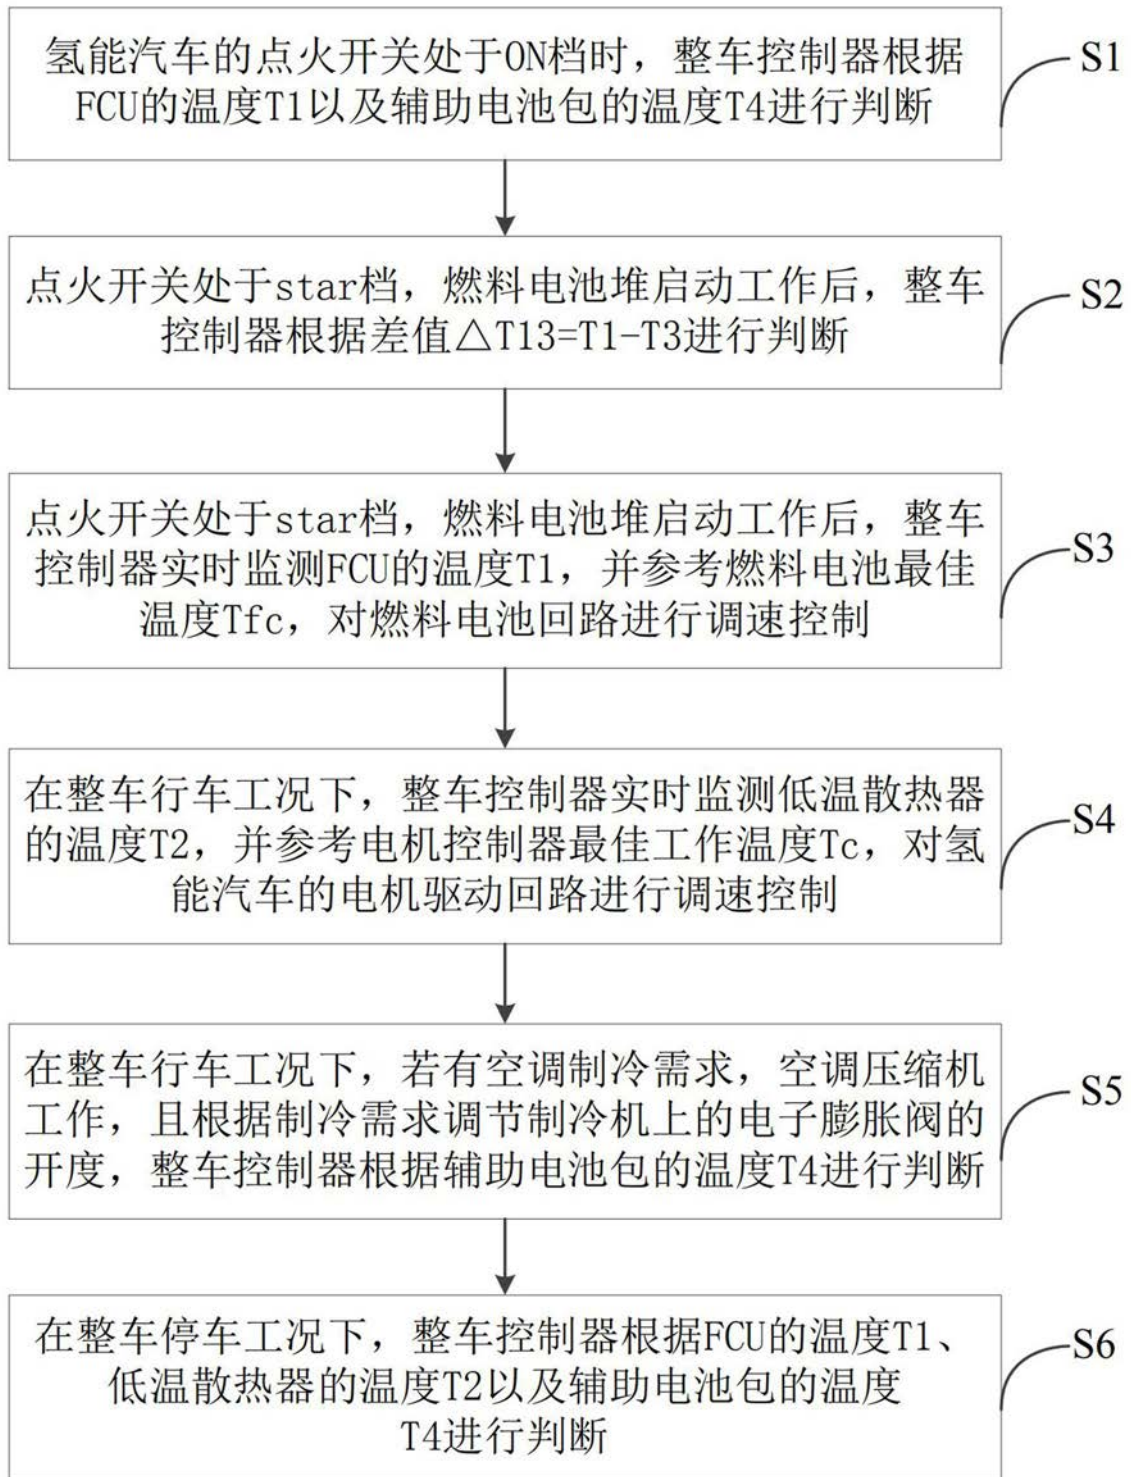 氢能汽车的点火开关处于ON档时，整车控制器根据
FCU的温度T1以及辅助电池包的温度T4进行判断
S1
点火开关处于star档，燃料电池堆启动工作后，整车
控制器根据差值△T13=T1-T3进行判断
S2
点火开关处于star档，燃料电池堆启动工作后，整车
控制器实时监测FCU的温度T1，并参考燃料电池最佳
温度Tfc，对燃料电池回路进行调速控制
S3
在整车行车工况下，整车控制器实时监测低温散热器
的温度T2，并参考电机控制器最佳工作温度Tc，对氢
能汽车的电机驱动回路进行调速控制
S4
在整车行车工况下，若有空调制冷需求，空调压缩机
工作，且根据制冷需求调节制冷机上的电子膨胀阀的
开度，整车控制器根据辅助电池包的温度T4进行判断
S5
在整车停车工况下，整车控制器根据FCU的温度T1、
低温散热器的温度T2以及辅助电池包的温度
T4进行判断
S6